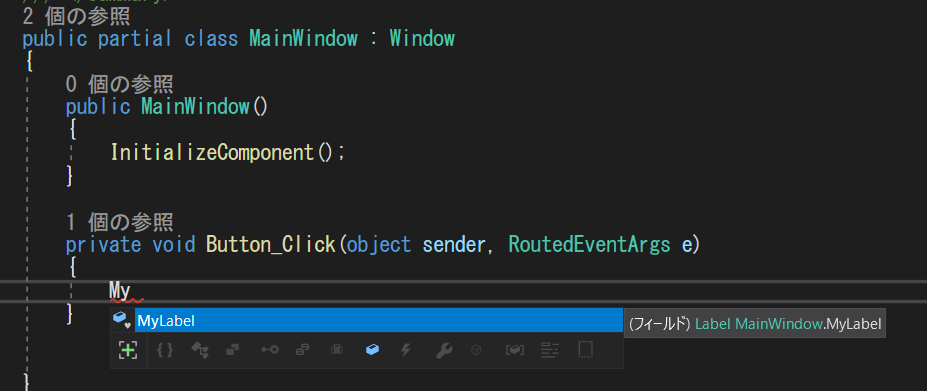 2 個の参照
public partial class MainWindow : Window
{
0 個の参照
public MainWindow()
{
InitializeComponent();
}
1 個の参照
private void Button_Click(object sender, RoutedEventArgs e)
{
My
}
MyLabel
(フィールド) Label MainWindow.MyLabel
}